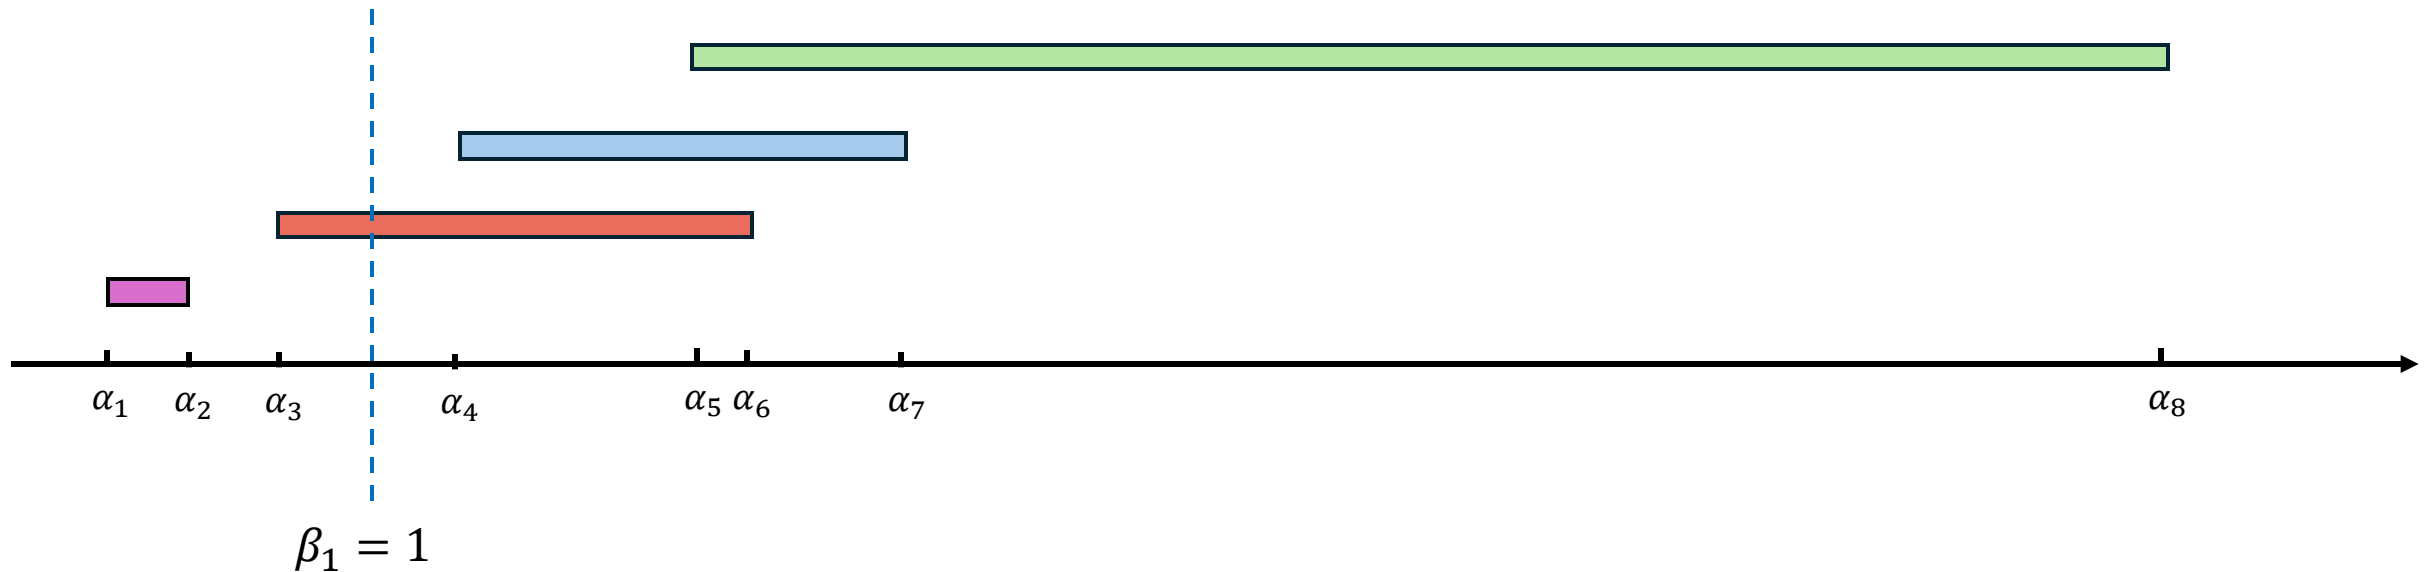 α₁ α₂ α₃ α₄ α₅ α₆ α₇ α₈
β₁ = 1